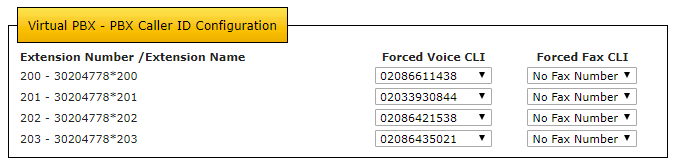 Virtual PBX - PBX Caller ID Configuration
Extension Number /Extension Name Forced Voice CLI Forced Fax CLI
200 - 30204778*200 02086611438 No Fax Number
201 - 30204778*201 02033930844 No Fax Number
202 - 30204778*202 02086421538 No Fax Number
203 - 30204778*203 02086435021 No Fax Number